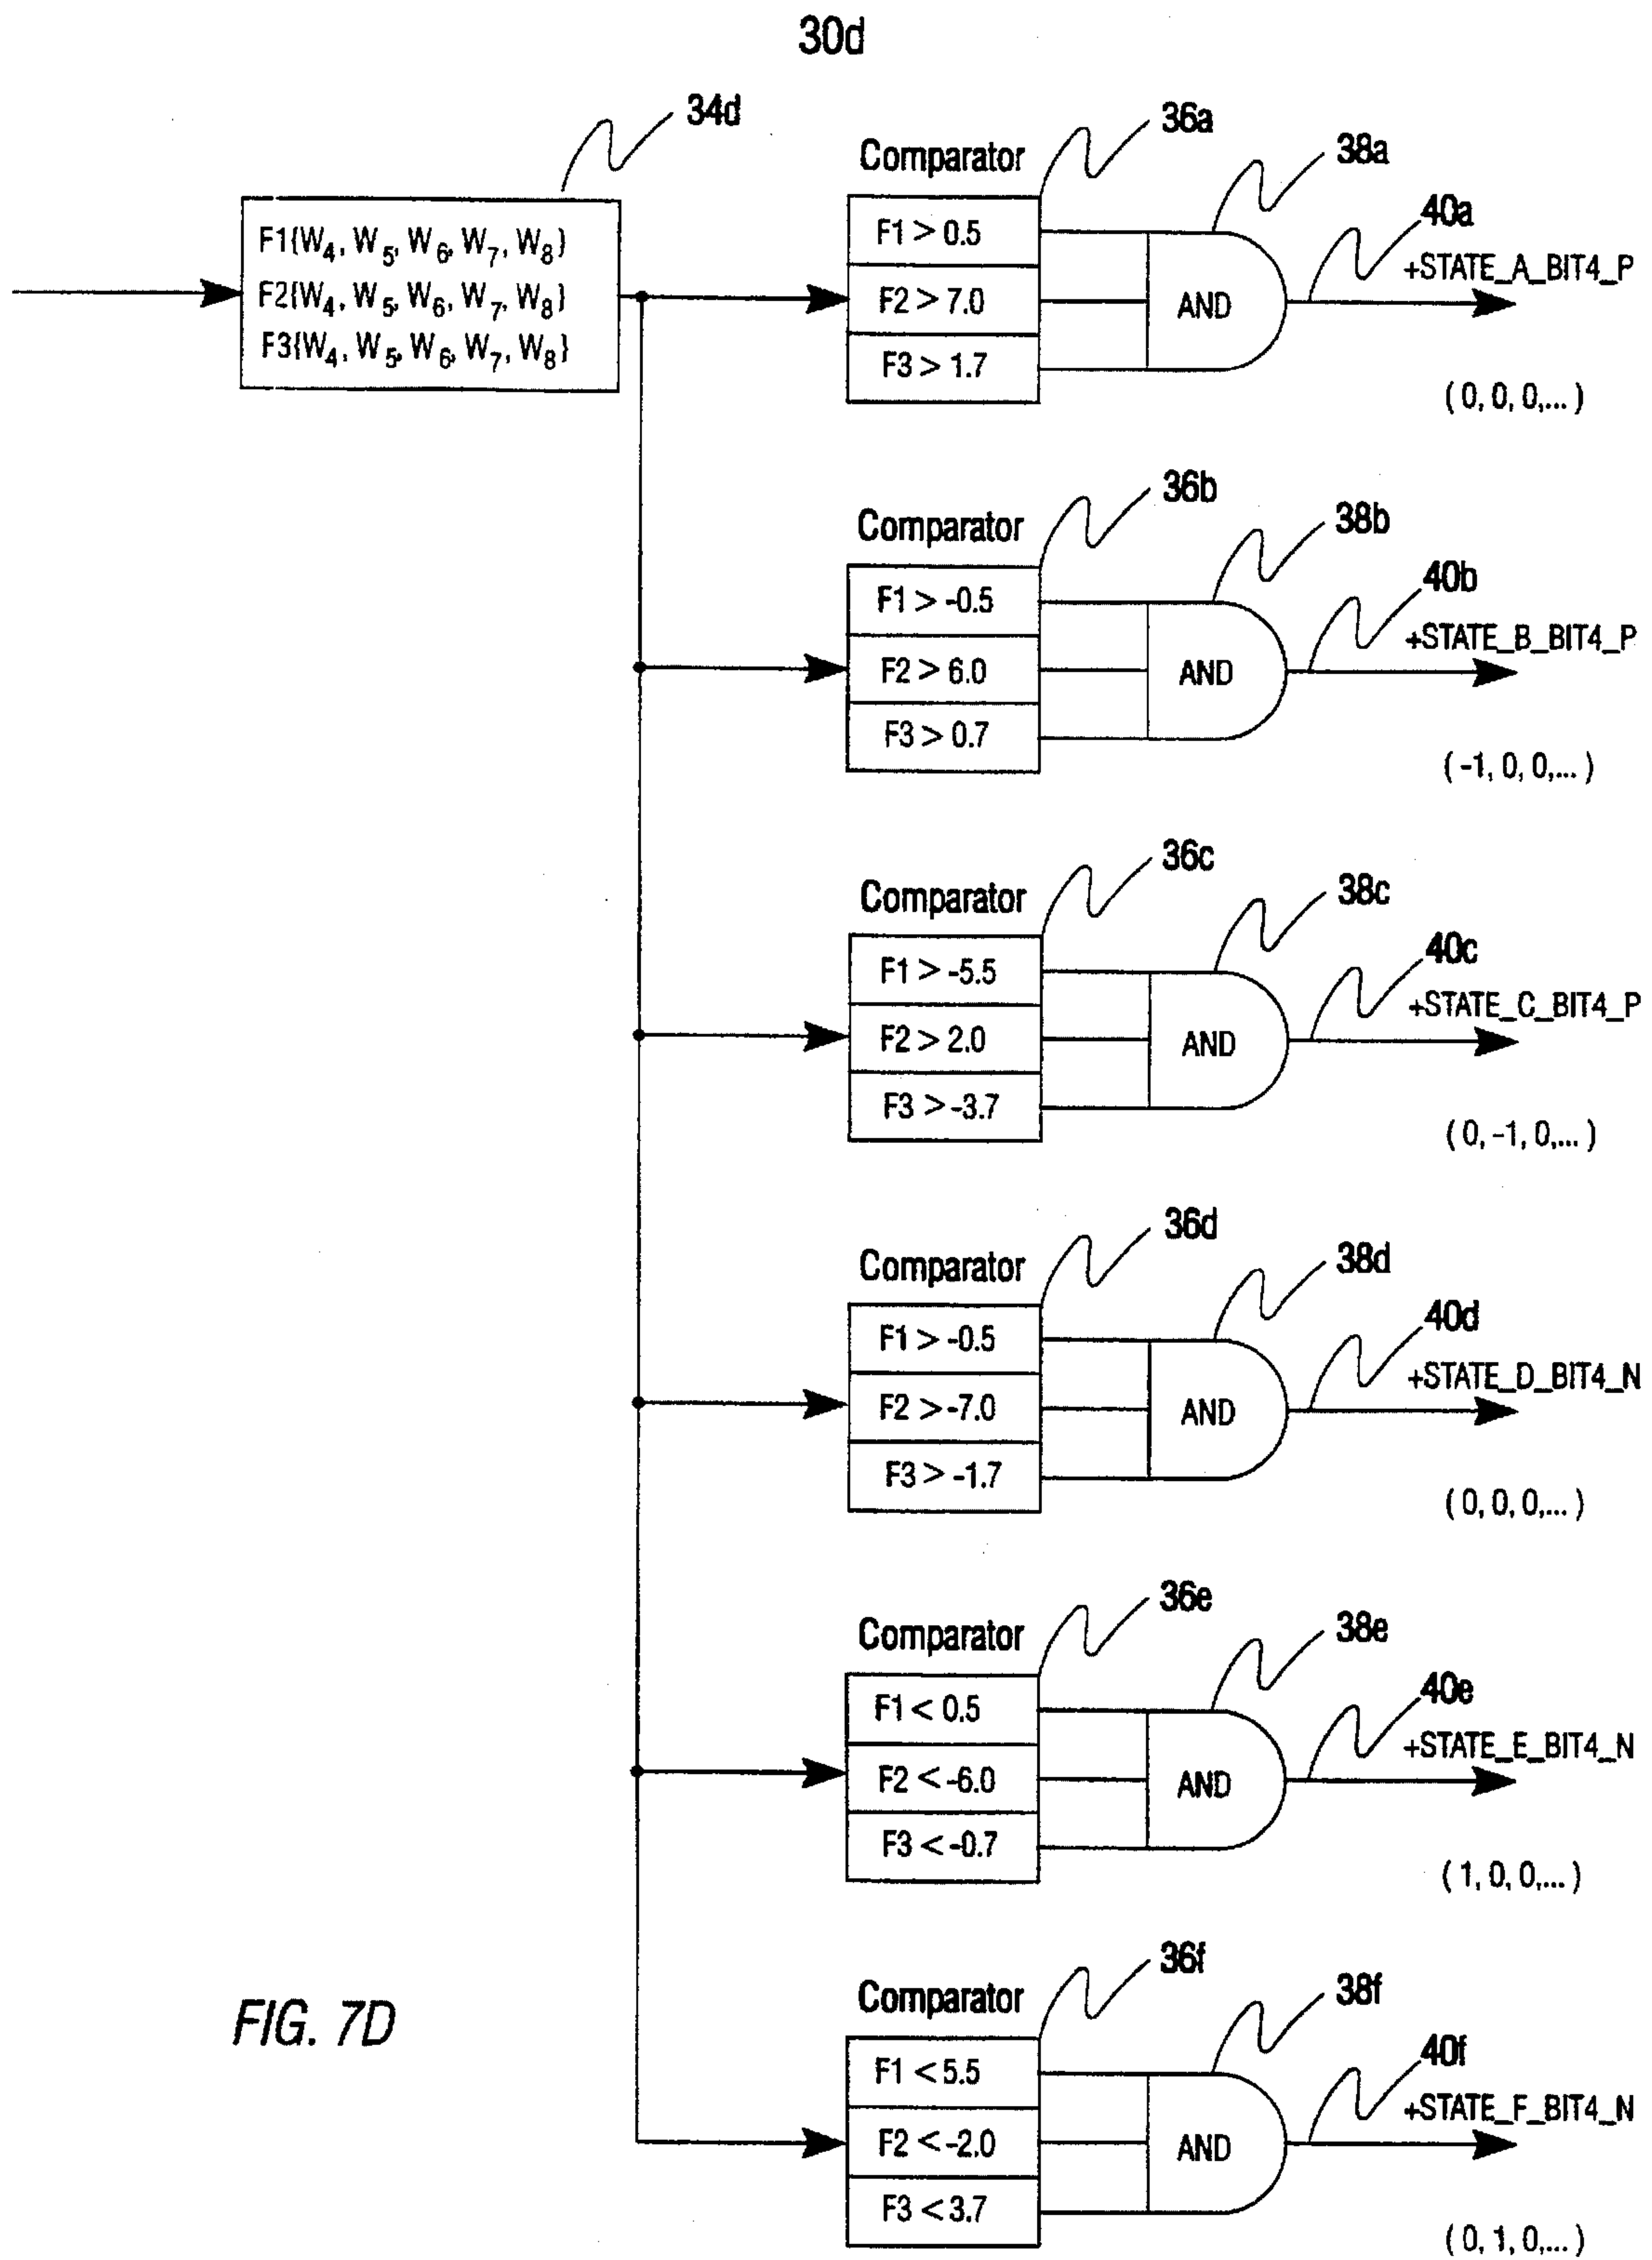 30d
34d
F1{W4, W5, W6, W7, W8}
F2{W4, W5, W6, W7, W8}
F3{W4, W5, W6, W7, W8}
Comparator
36a
38a
40a
F1 > 0.5
F2 > 7.0
F3 > 1.7
AND
+STATE_A_BIT4_P
( 0, 0, 0,... )
Comparator
36b
38b
40b
F1 > -0.5
F2 > 6.0
F3 > 0.7
AND
+STATE_B_BIT4_P
( -1, 0, 0,... )
Comparator
36c
38c
40c
F1 > -5.5
F2 > 2.0
F3 > -3.7
AND
+STATE_C_BIT4_P
( 0, -1, 0,... )
Comparator
36d
38d
40d
F1 > -0.5
F2 > -7.0
F3 > -1.7
AND
+STATE_D_BIT4_N
( 0, 0, 0,... )
Comparator
36e
38e
40e
F1 < 0.5
F2 < -6.0
F3 < -0.7
AND
+STATE_E_BIT4_N
( 1, 0, 0,... )
Comparator
36f
38f
40f
F1 < 5.5
F2 < -2.0
F3 < 3.7
AND
+STATE_F_BIT4_N
( 0, 1, 0,... )
FIG. 7D